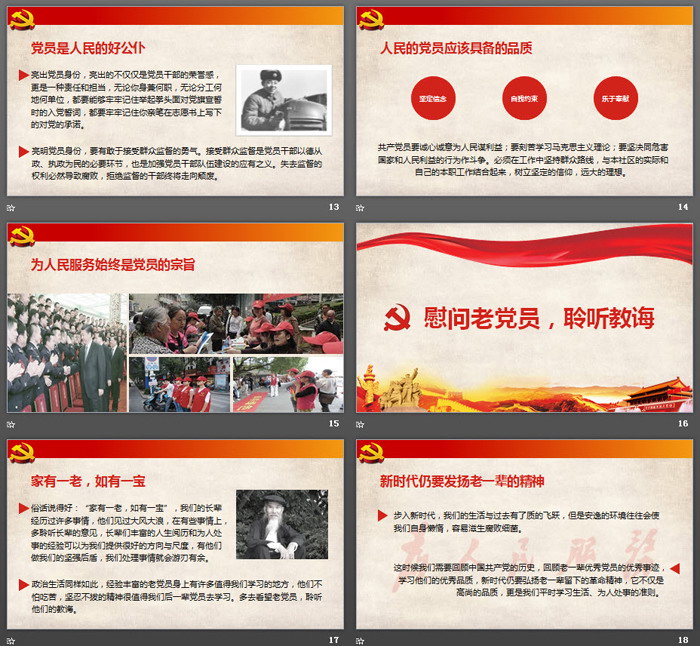 党员是人民的好公仆
亮出党员身份，亮出的不仅仅是党员干部的荣誉感，
更是一种责任和担当，无论你身兼何职，无论分工何
地何单位，都要能够牢牢记住举起拳头面对党旗宣誓
时的入党誓词，都要牢记住你亲笔在志愿书上写下
的对党的承诺。
亮明党员身份，要有敢于接受群众监督的勇气。接受群众监督是党员干部以德从
政、执政为民的必要环节，也是加强党员干部队伍建设的应有之义。失去监督的
权利必然导致腐败，拒绝监督的干部终将走向颓废。
13
人民的党员应该具备的品质
坚定信念
自我约束
乐于奉献
共产党员要诚心诚意为人民谋利益；要刻苦学习马克思主义理论；要坚决同危害
国家和人民利益的行为作斗争。必须在工作中坚持群众路线，与本社区的实际和
自己的本职工作结合起来，树立坚定的信仰，远大的理想。
14
为人民服务始终是党员的宗旨
15
慰问老党员，聆听教诲
16
家有一老，如有一宝
俗话说得好：“家有一老，如有一宝”，我们的长辈
经历过许多事情，他们见过大风大浪，在有些事情上，
多聆听长辈的意见，长辈们丰富的人生阅历和为人处
事的经验可以为我们提供很好的方向与尺度，有他们
做我们的坚强后盾，我们处理事情就会游刃有余。
政治生活同样如此，经验丰富的老党员身上有许多值得我们学习的地方，他们不
怕吃苦，坚忍不拔的精神很值得我们后一辈党员去学习。多去看望老党员，聆听
他们的教诲。
17
新时代仍要发扬老一辈的精神
步入新时代，我们的生活与过去有了质的飞跃，但是安逸的环境往往会使
我们自身懒惰，容易滋生腐败细菌。
为人民服务
这时候我们需要回顾中国共产党的历史，回顾老一辈优秀党员的优秀事迹，
学习他们的优秀品质，新时代仍要弘扬老一辈留下的革命精神，它不仅是
高尚的品质，更是我们平时学习生活、为人处事的准则。
18